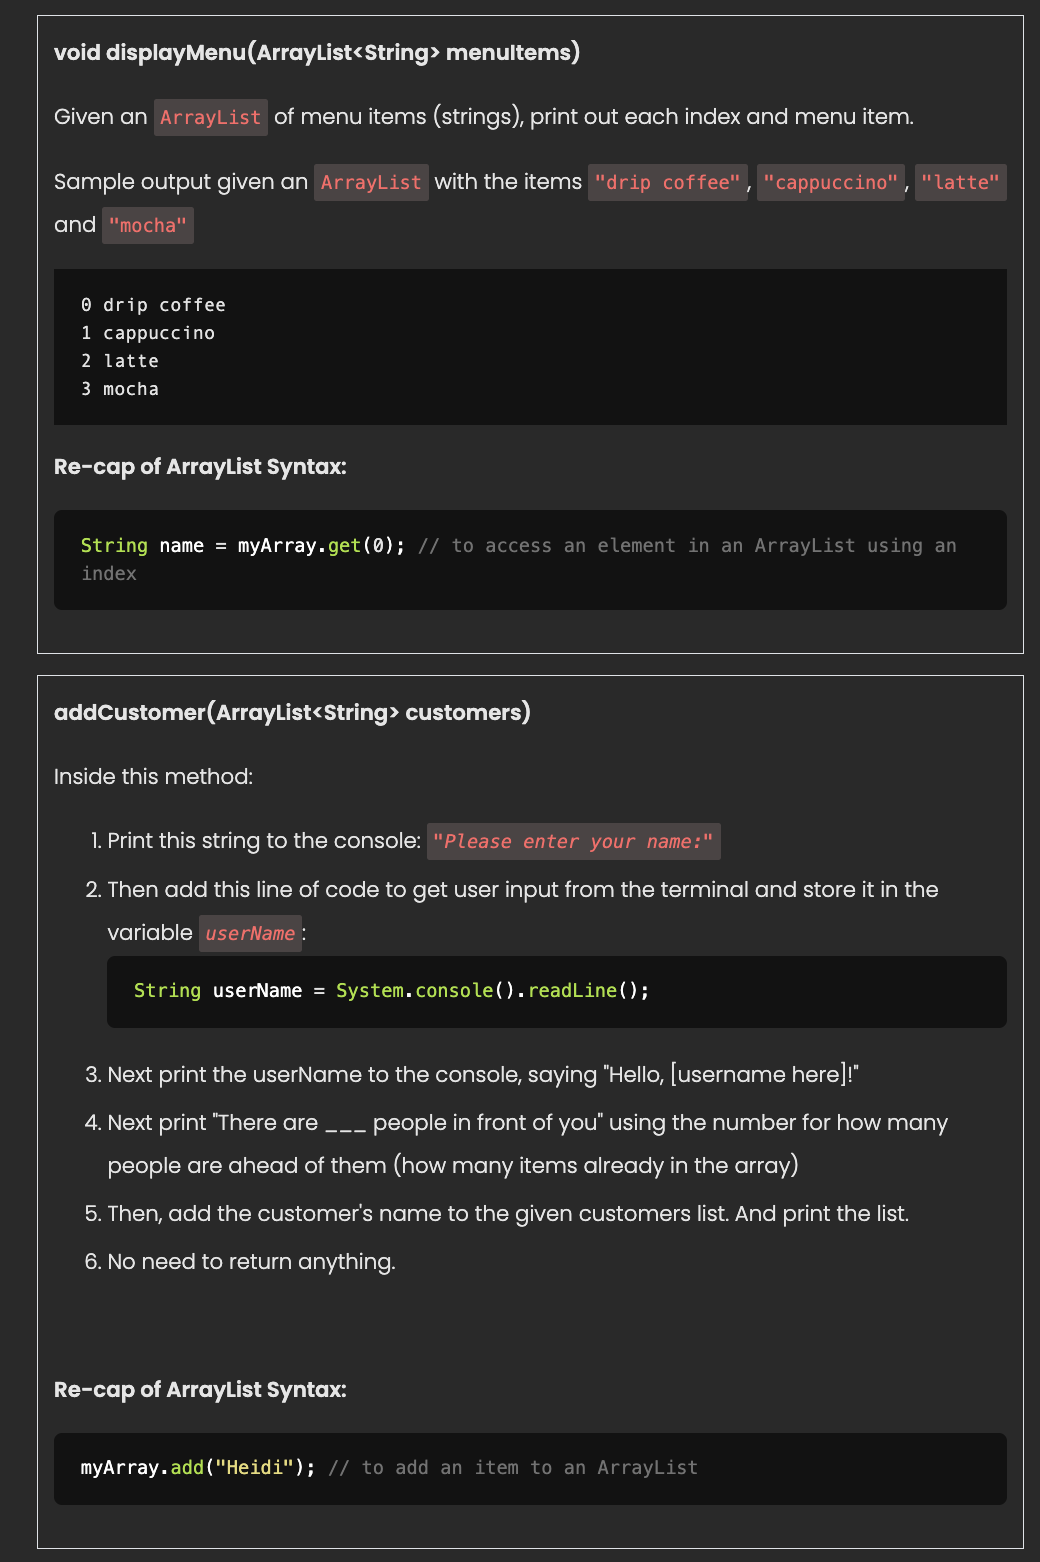 void displayMenu(ArrayList<String> menuItems)
Given an ArrayList of menu items (strings), print out each index and menu item.
Sample output given an ArrayList with the items "drip coffee", "cappuccino", "latte"
and "mocha"
0 drip coffee
1 cappuccino
2 latte
3 mocha
Re-cap of ArrayList Syntax:
String name = myArray.get(0); // to access an element in an ArrayList using an
index
addCustomer(ArrayList<String> customers)
Inside this method:
1. Print this string to the console: "Please enter your name:"
2. Then add this line of code to get user input from the terminal and store it in the
variable userName:
String userName = System.console().readLine();
3. Next print the userName to the console, saying "Hello, [username here]!"
4. Next print "There are ___ people in front of you" using the number for how many
people are ahead of them (how many items already in the array)
5. Then, add the customer's name to the given customers list. And print the list.
6. No need to return anything.
Re-cap of ArrayList Syntax:
myArray.add("Heidi"); // to add an item to an ArrayList